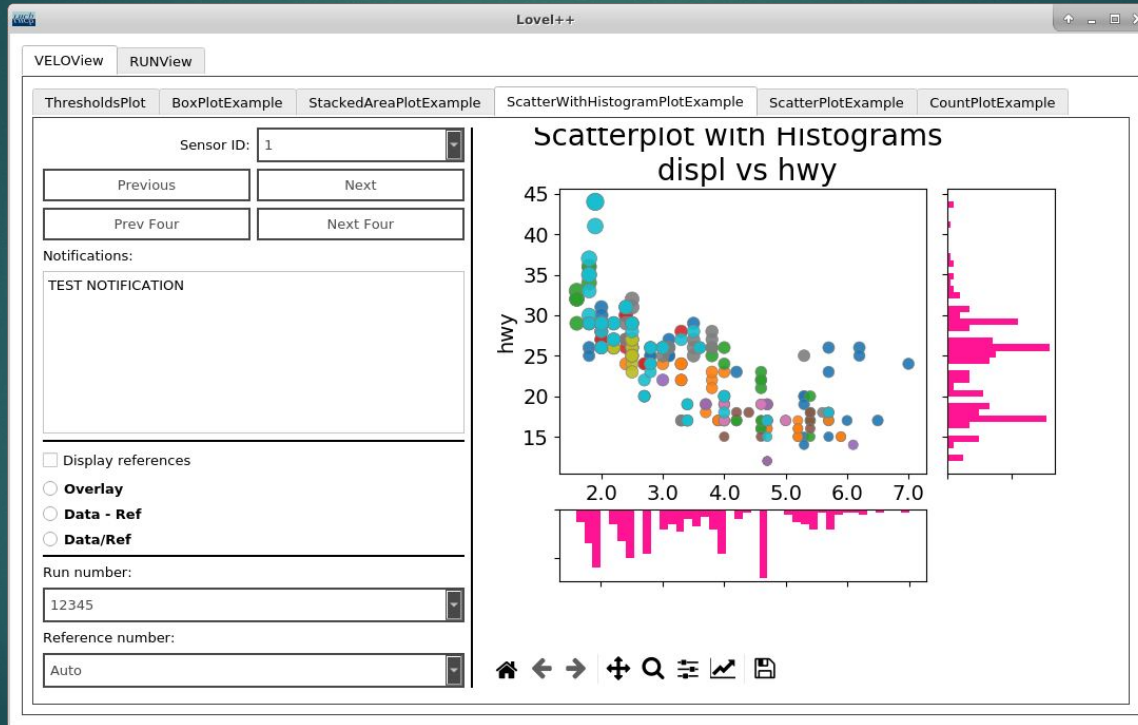 Lovel++
VELOView RUNView
ThresholdsPlot BoxPlotExample StackedAreaPlotExample ScatterWithHistogramPlotExample ScatterPlotExample CountPlotExample
Sensor ID: 1
Previous Next
Prev Four Next Four
Notifications:
TEST NOTIFICATION
Display references
Overlay
Data - Ref
Data/Ref
Run number:
12345
Reference number:
Auto
Scatterplot with Histograms
displ vs hwy
45
40
35
30
25
20
15
hwy
2.0 3.0 4.0 5.0 6.0 7.0